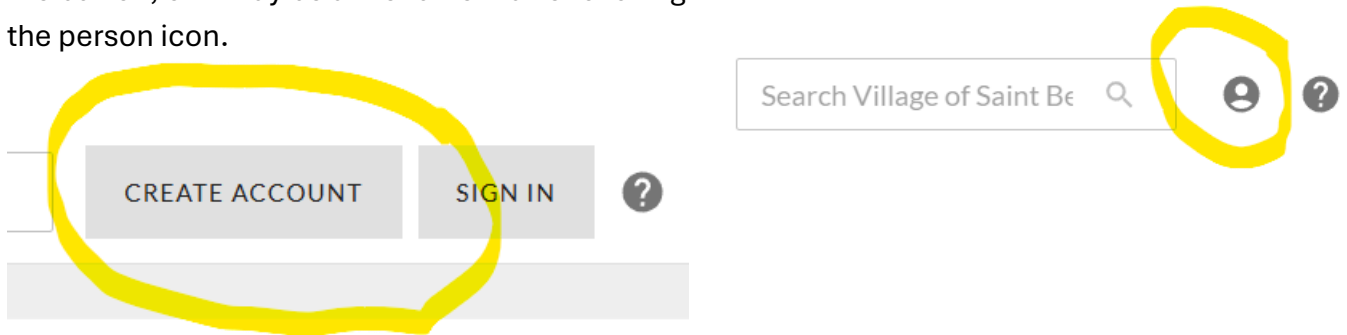 the person icon.
Search Village of Saint Be
CREATE ACCOUNT
SIGN IN
?
?